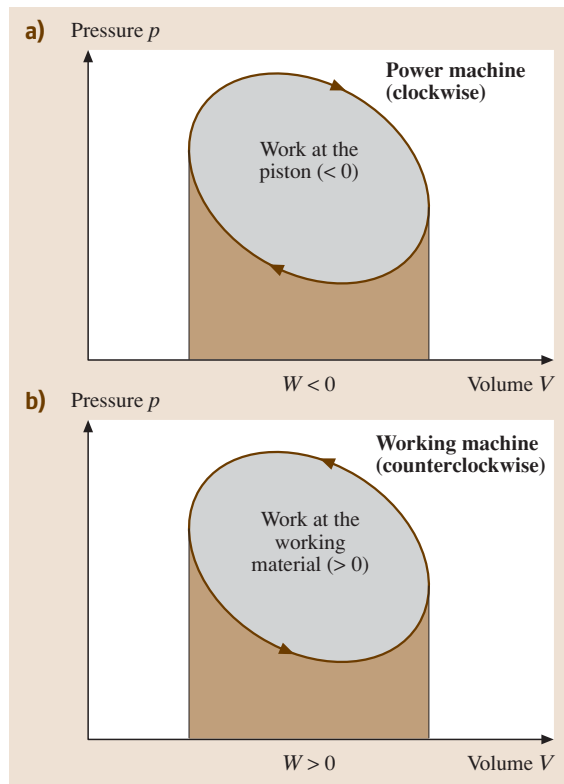 a) Pressure p
Power machine
(clockwise)
Work at the
piston (< 0)
W < 0
Volume V
b) Pressure p
Working machine
(counterclockwise)
Work at the
working
material (> 0)
W > 0
Volume V